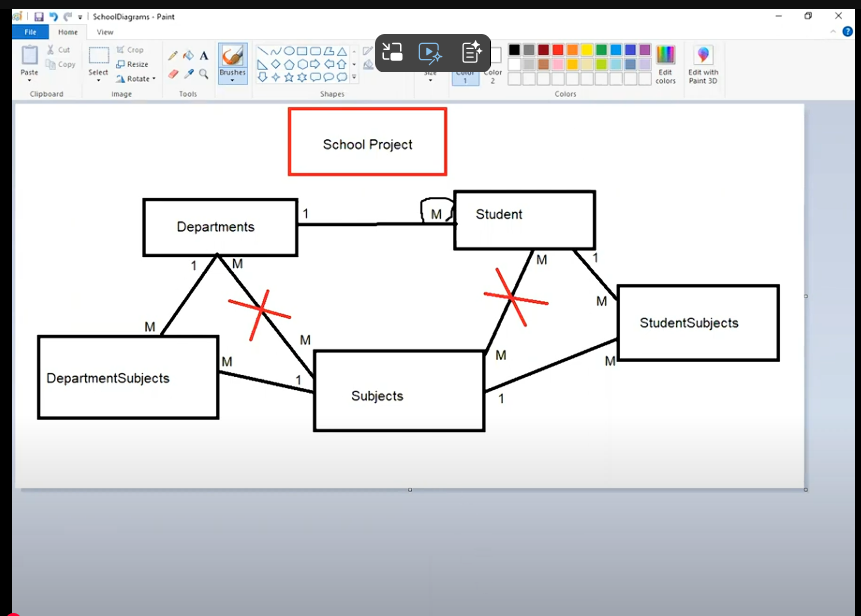 SchoolDiagrams - Paint
File Home View
Paste
Cut
Copy
Clipboard
Select
Crop
Resize
Rotate
Image
A
Tools
Brushes
Shapes
Size
Color
1
Color
2
Colors
Edit
colors
Edit with
Paint 3D
School Project
Departments
1
M
Student
1
M
M
1
M
M
M
StudentSubjects
DepartmentSubjects
M
M
M
1
1
Subjects
1